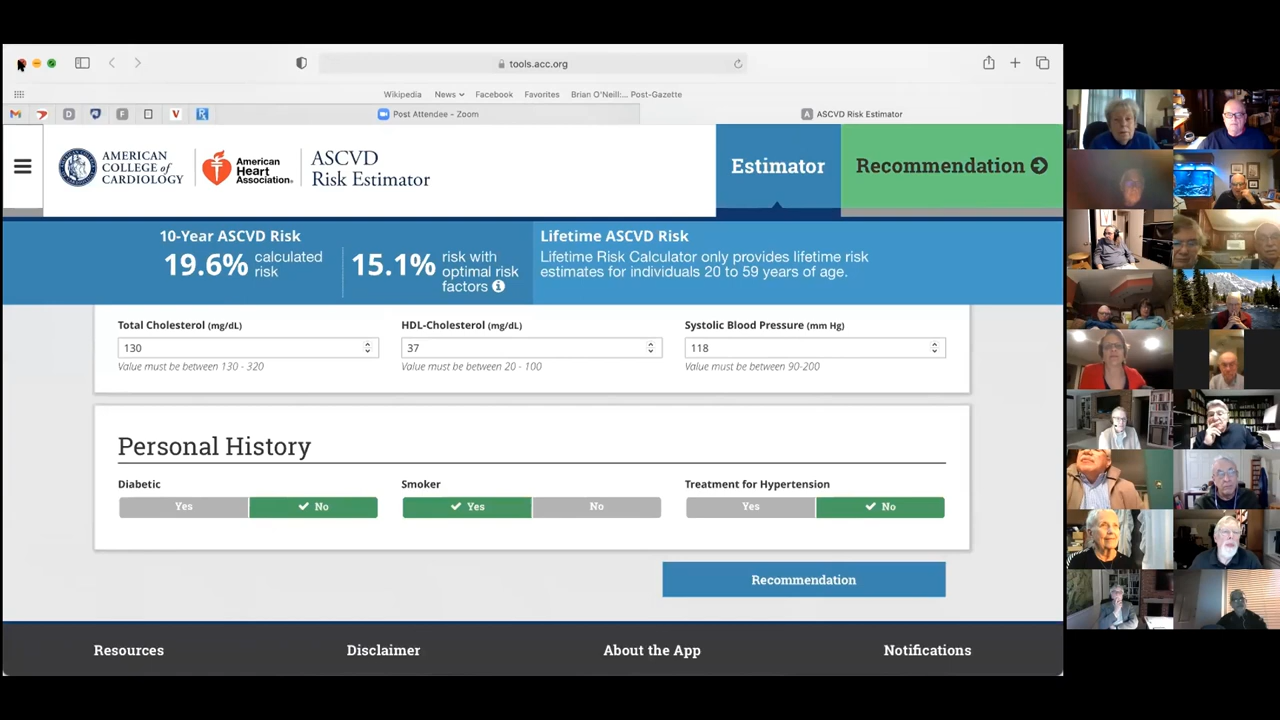 tools.acc.org
Wikipedia News Facebook Favorites Brian O'Neill:... Post-Gazette
Post Attendee - Zoom
A ASCVD Risk Estimator
AMERICAN COLLEGE of CARDIOLOGY
American Heart Association.
ASCVD Risk Estimator
Estimator
Recommendation
10-Year ASCVD Risk
19.6% calculated risk
15.1% risk with optimal risk factors
Lifetime ASCVD Risk
Lifetime Risk Calculator only provides lifetime risk
estimates for individuals 20 to 59 years of age.
Total Cholesterol (mg/dL)
HDL-Cholesterol (mg/dL)
Systolic Blood Pressure (mm Hg)
130
37
118
Value must be between 130 - 320
Value must be between 20 - 100
Value must be between 90-200
Personal History
Diabetic
Smoker
Treatment for Hypertension
Yes
No
Yes
No
Yes
No
Recommendation
Resources
Disclaimer
About the App
Notifications